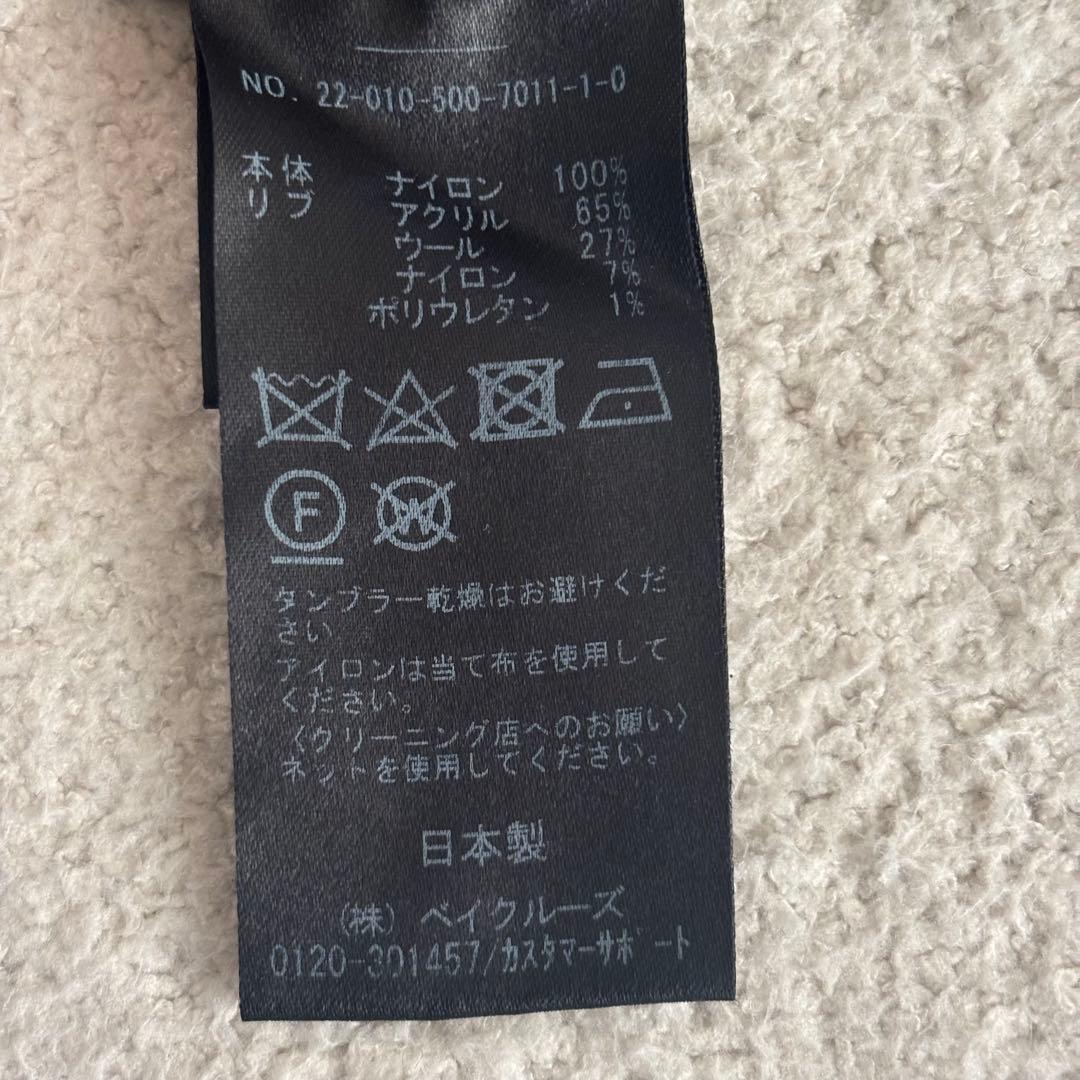 NO. 22-010-500-7011-1-0
本体 ナイロン 100%
リブ アクリル 65%
ウール 27%
ナイロン 7%
ポリウレタン 1%
F W
タンブラー乾燥はお避けくだ
さい
アイロンは当て布を使用して
ください。
〈クリーニング店へのお願い〉
ネットを使用してください。
日本製
(株) ベイクルーズ
0120-301457/カスタマーサポート